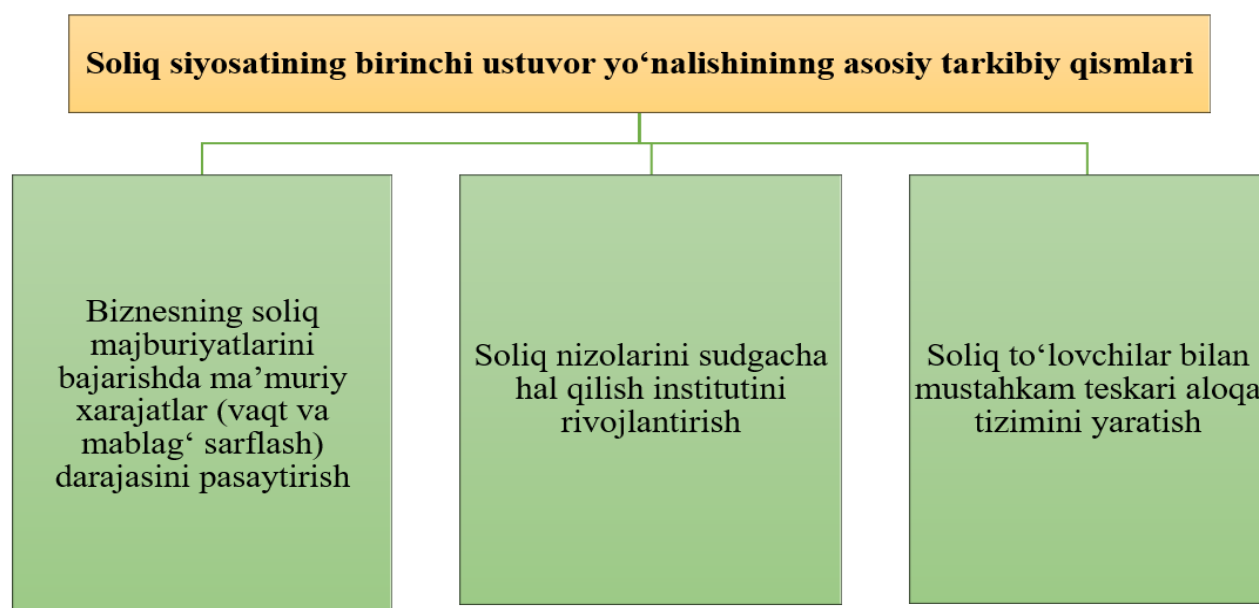 Soliq siyosatining birinchi ustuvor yo‘nalishininng asosiy tarkibiy qismlari
Biznesning soliq
majburiyatlarini
bajarishda ma’muriy
xarajatlar (vaqt va
mablag‘ sarflash)
darajasini pasaytirish
Soliq nizolarini sudgacha
hal qilish institutini
rivojlantirish
Soliq to‘lovchilar bilan
mustahkam teskari aloqa
tizimini yaratish